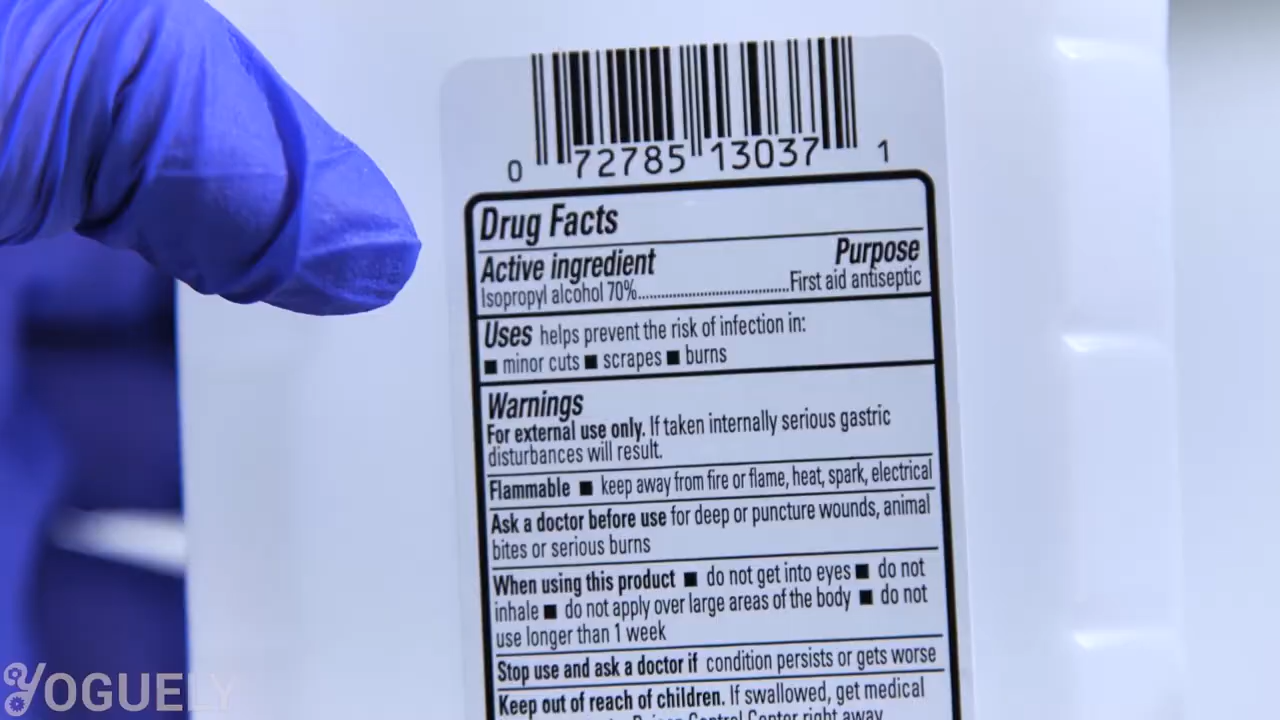 0 72785 13037 1
Drug Facts
Active ingredient Purpose
Isopropyl alcohol 70%......................................First aid antiseptic
Uses helps prevent the risk of infection in:
■ minor cuts ■ scrapes ■ burns
Warnings
For external use only. If taken internally serious gastric
disturbances will result.
Flammable ■ keep away from fire or flame, heat, spark, electrical
Ask a doctor before use for deep or puncture wounds, animal
bites or serious burns
When using this product ■ do not get into eyes ■ do not
inhale ■ do not apply over large areas of the body ■ do not
use longer than 1 week
Stop use and ask a doctor if condition persists or gets worse
Keep out of reach of children. If swallowed, get medical
Poison Control Center right away.
YOGUELY